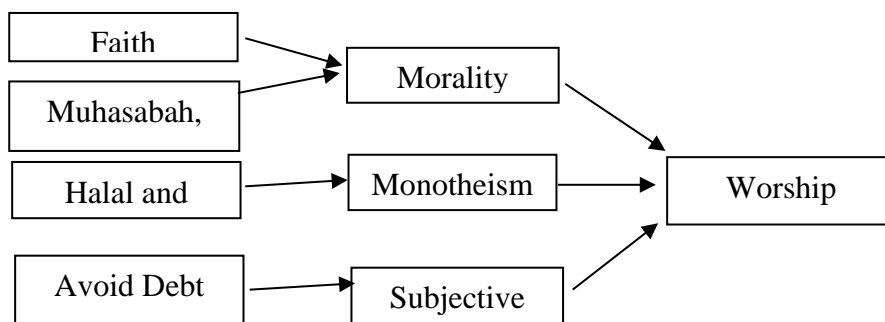 Faith
Muhasabah,
Halal and
Avoid Debt
Morality
Monotheism
Subjective
Worship